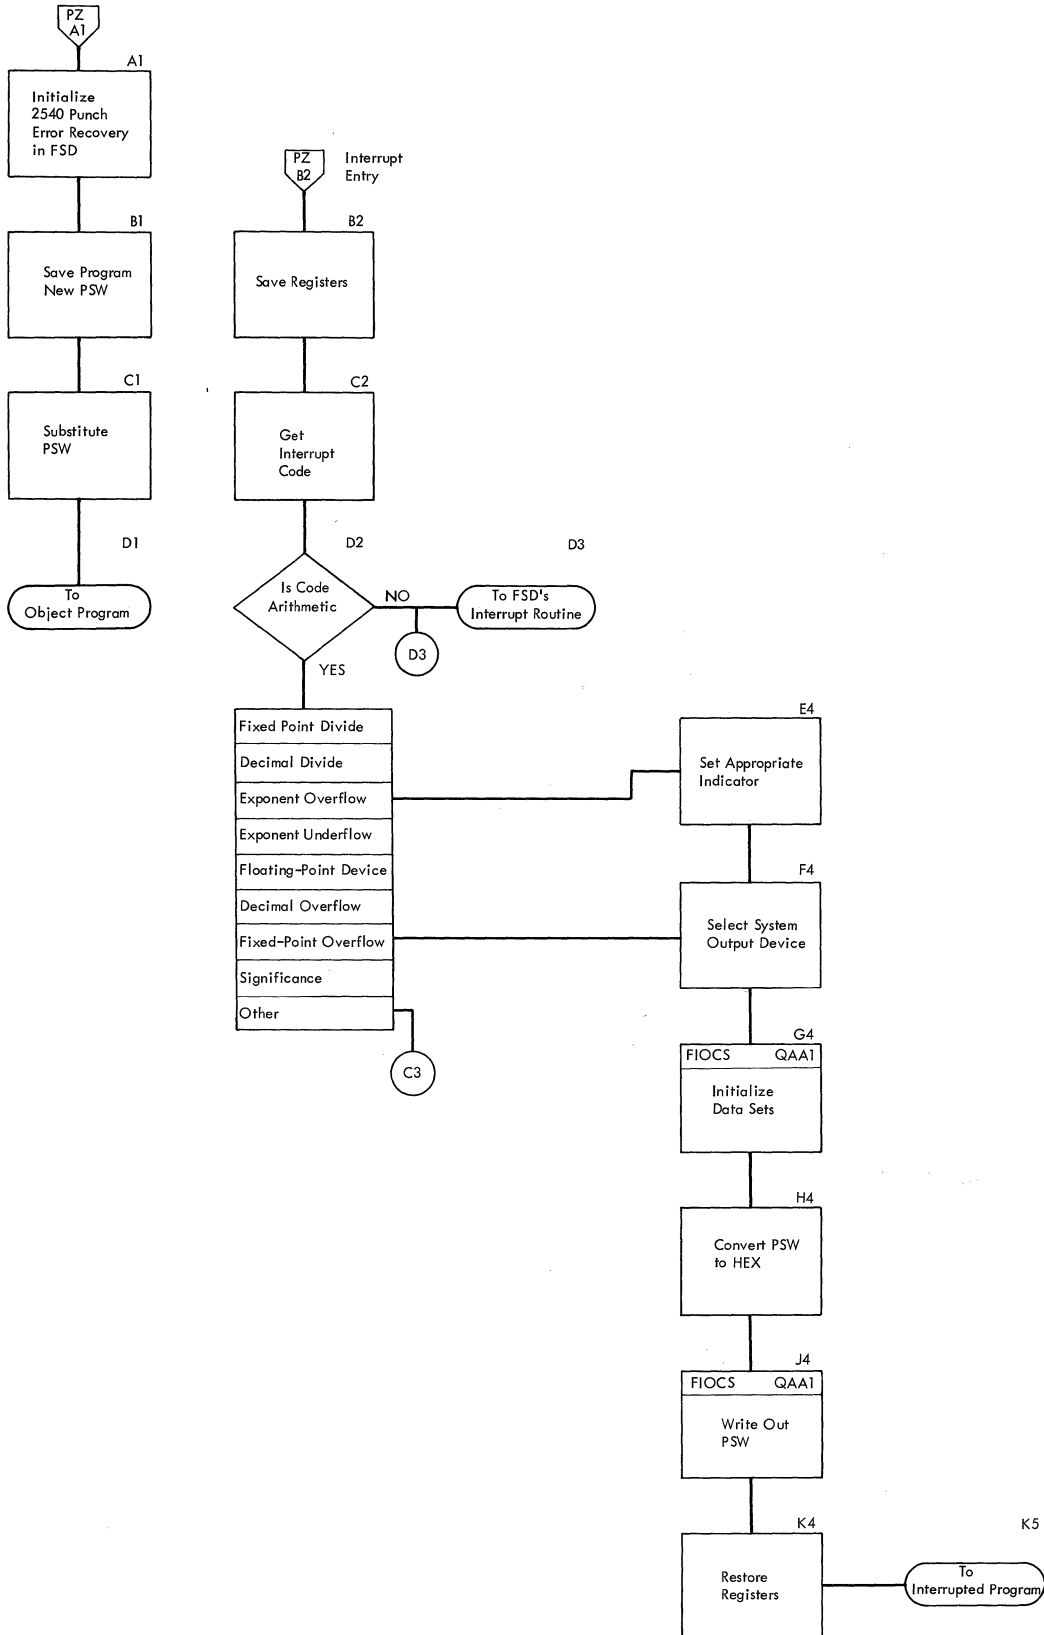 PZ
A1
A1
Initialize
2540 Punch
Error Recovery
in FSD
B1
Save Program
New PSW
C1
Substitute
PSW
D1
To
Object Program
PZ
B2
Interrupt
Entry
B2
Save Registers
C2
Get
Interrupt
Code
D2
Is Code
Arithmetic
NO
D3
To FSD's
Interrupt Routine
D3
YES
Fixed Point Divide
Decimal Divide
Exponent Overflow
Exponent Underflow
Floating-Point Device
Decimal Overflow
Fixed-Point Overflow
Significance
Other
C3
E4
Set Appropriate
Indicator
F4
Select System
Output Device
G4
FIOCS QAA1
Initialize
Data Sets
H4
Convert PSW
to HEX
J4
FIOCS QAA1
Write Out
PSW
K4
Restore
Registers
K5
To
Interrupted Program